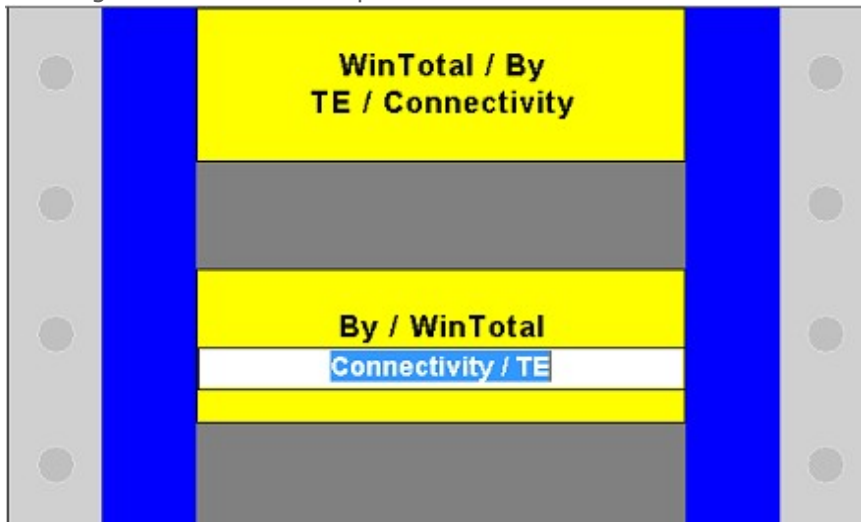 WinTotal / By
TE / Connectivity
By / WinTotal
Connectivity / TE